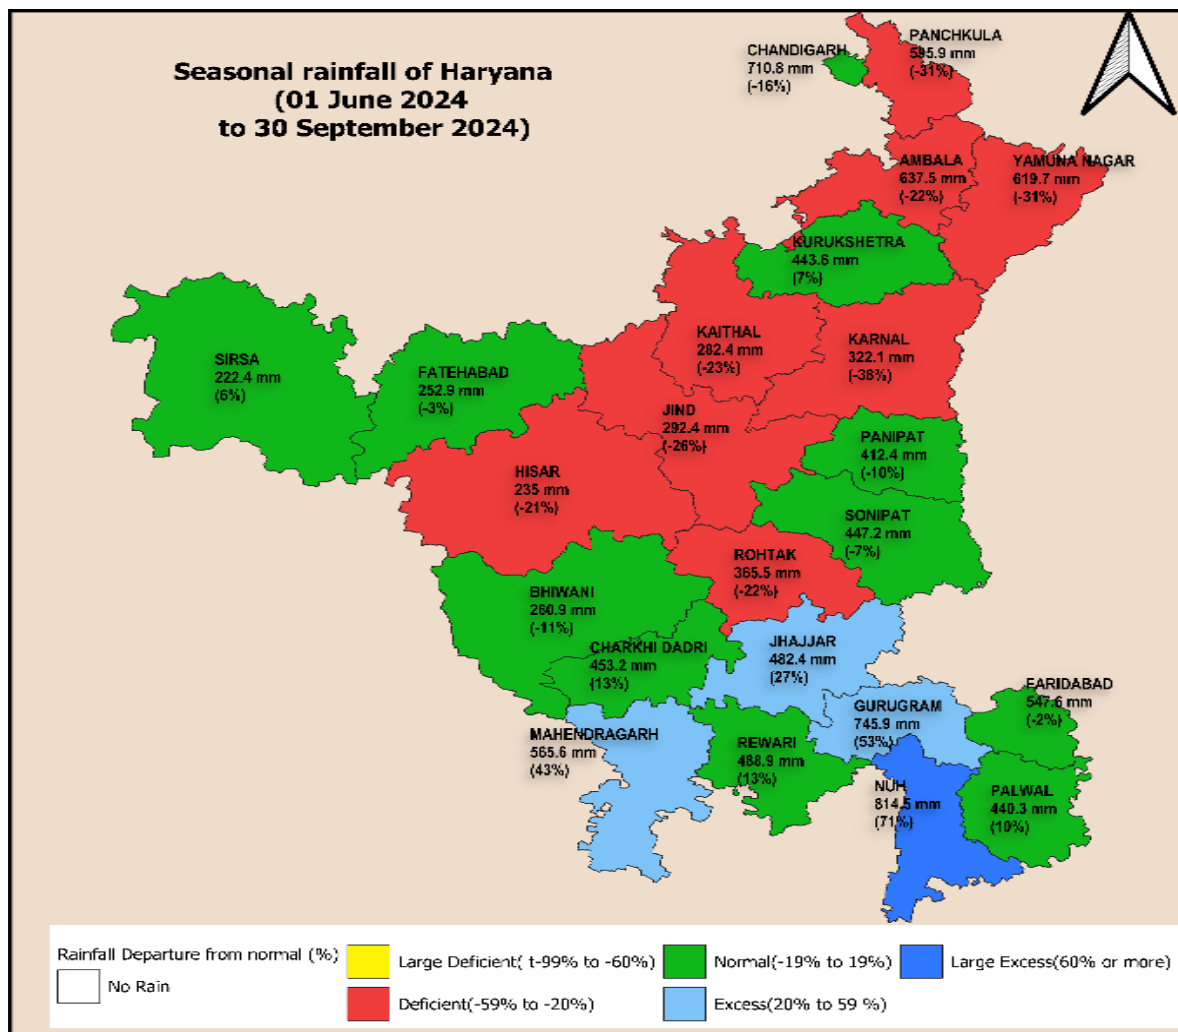 Seasonal rainfall of Haryana
(01 June 2024
to 30 September 2024)
CHANDIGARH
710.8 mm
(-16%)
PANCHKULA
595.9 mm
(-31%)
AMBALA
637.5 mm
(-22%)
YAMUNA NAGAR
619.7 mm
(-31%)
KURUKSHETRA
443.6 mm
(7%)
KAITHAL
282.4 mm
(-23%)
KARNAL
322.1 mm
(-38%)
SIRSA
222.4 mm
(6%)
FATEHABAD
252.9 mm
(-3%)
JIND
292.4 mm
(-26%)
PANIPAT
412.4 mm
(-10%)
HISAR
235 mm
(-21%)
SONIPAT
447.2 mm
(-7%)
ROHTAK
365.5 mm
(-22%)
BHIWANI
260.9 mm
(-11%)
CHARKHI DADRI
453.2 mm
(13%)
JHAJJAR
482.4 mm
(27%)
FARIDABAD
547.6 mm
(-2%)
GURUGRAM
745.9 mm
(53%)
MAHENDRAGARH
565.6 mm
(43%)
REWARI
488.9 mm
(13%)
NUH
814.5 mm
(71%)
PALWAL
440.3 mm
(10%)
Rainfall Departure from normal (%)
No Rain
Large Deficient( t-99% to -60%)
Deficient(-59% to -20%)
Normal(-19% to 19%)
Excess(20% to 59 %)
Large Excess(60% or more)